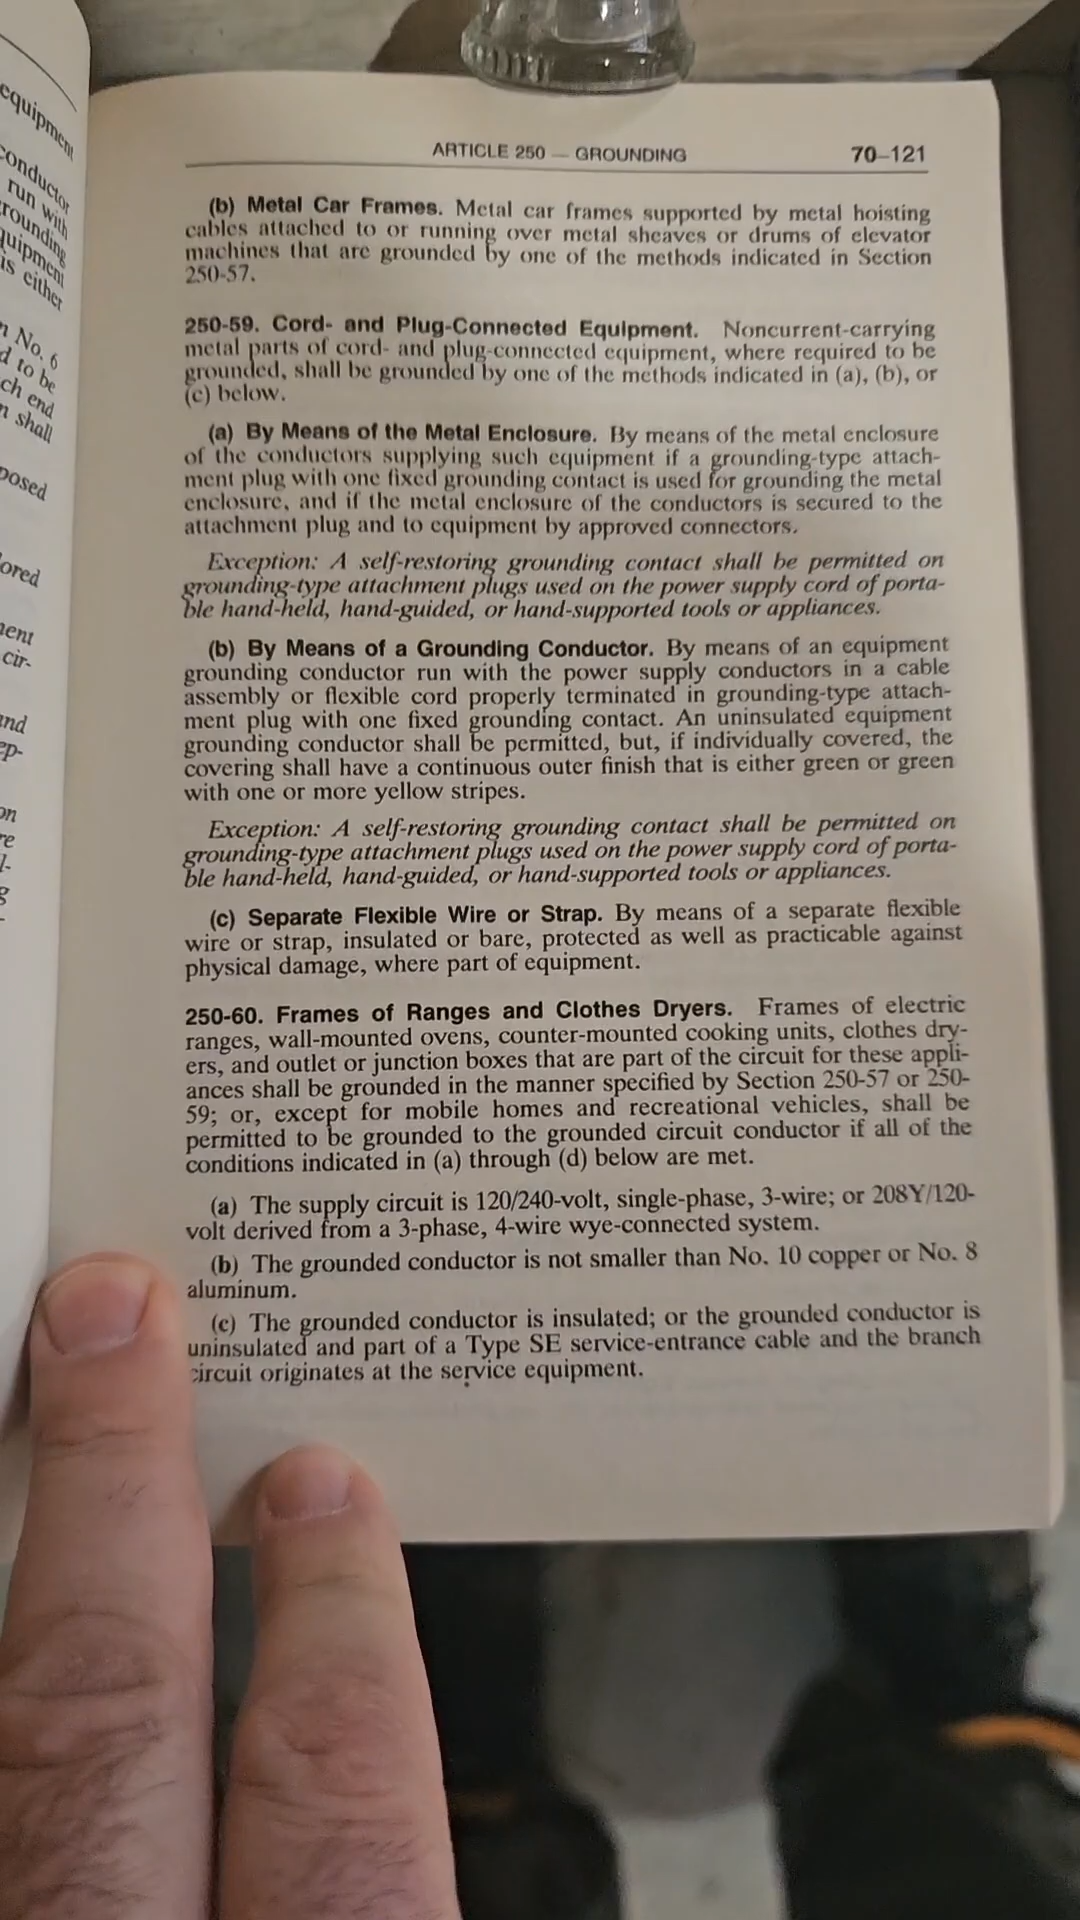 equipment
conductor
run with
grounding
quipment
is either
No. 6
d to be
ch end
n shall
posed
ored
nent
cir-
and
ep-
on
re
l-
g
ARTICLE 250 — GROUNDING 70–121
(b) Metal Car Frames. Metal car frames supported by metal hoisting
cables attached to or running over metal sheaves or drums of elevator
machines that are grounded by one of the methods indicated in Section
250-57.
250-59. Cord- and Plug-Connected Equipment. Noncurrent-carrying
metal parts of cord- and plug-connected equipment, where required to be
grounded, shall be grounded by one of the methods indicated in (a), (b), or
(c) below.
(a) By Means of the Metal Enclosure. By means of the metal enclosure
of the conductors supplying such equipment if a grounding-type attach-
ment plug with one fixed grounding contact is used for grounding the metal
enclosure, and if the metal enclosure of the conductors is secured to the
attachment plug and to equipment by approved connectors.
Exception: A self-restoring grounding contact shall be permitted on
grounding-type attachment plugs used on the power supply cord of porta-
ble hand-held, hand-guided, or hand-supported tools or appliances.
(b) By Means of a Grounding Conductor. By means of an equipment
grounding conductor run with the power supply conductors in a cable
assembly or flexible cord properly terminated in grounding-type attach-
ment plug with one fixed grounding contact. An uninsulated equipment
grounding conductor shall be permitted, but, if individually covered, the
covering shall have a continuous outer finish that is either green or green
with one or more yellow stripes.
Exception: A self-restoring grounding contact shall be permitted on
grounding-type attachment plugs used on the power supply cord of porta-
ble hand-held, hand-guided, or hand-supported tools or appliances.
(c) Separate Flexible Wire or Strap. By means of a separate flexible
wire or strap, insulated or bare, protected as well as practicable against
physical damage, where part of equipment.
250-60. Frames of Ranges and Clothes Dryers. Frames of electric
ranges, wall-mounted ovens, counter-mounted cooking units, clothes dry-
ers, and outlet or junction boxes that are part of the circuit for these appli-
ances shall be grounded in the manner specified by Section 250-57 or 250-
59; or, except for mobile homes and recreational vehicles, shall be
permitted to be grounded to the grounded circuit conductor if all of the
conditions indicated in (a) through (d) below are met.
(a) The supply circuit is 120/240-volt, single-phase, 3-wire; or 208Y/120-
volt derived from a 3-phase, 4-wire wye-connected system.
(b) The grounded conductor is not smaller than No. 10 copper or No. 8
aluminum.
(c) The grounded conductor is insulated; or the grounded conductor is
uninsulated and part of a Type SE service-entrance cable and the branch
circuit originates at the service equipment.